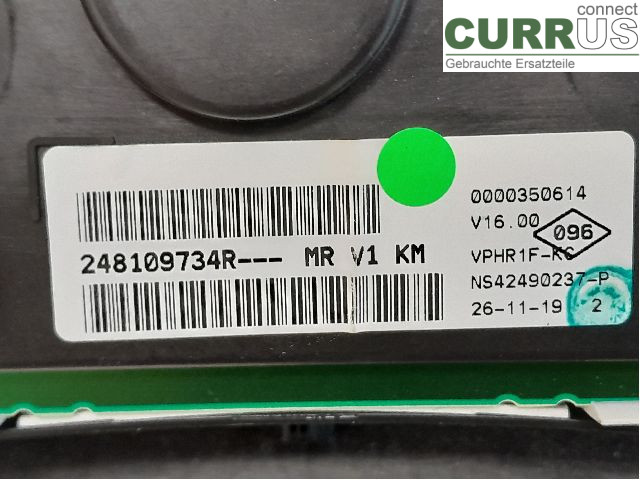 connect
CURRUS
Gebrauchte Ersatzteile
0000350614
V16.00
096
248109734R--- MR V1 KM
VPHR1F-KC
NS42490237-P
26-11-19 2